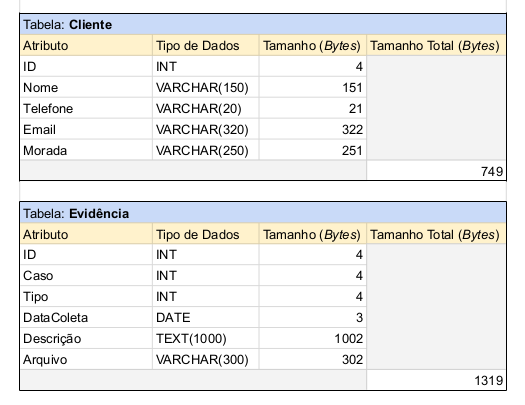 Tabela: Cliente
Atributo Tipo de Dados Tamanho (Bytes) Tamanho Total (Bytes)
ID INT 4
Nome VARCHAR(150) 151
Telefone VARCHAR(20) 21
Email VARCHAR(320) 322
Morada VARCHAR(250) 251
749
Tabela: Evidência
Atributo Tipo de Dados Tamanho (Bytes) Tamanho Total (Bytes)
ID INT 4
Caso INT 4
Tipo INT 4
DataColeta DATE 3
Descrição TEXT(1000) 1002
Arquivo VARCHAR(300) 302
1319